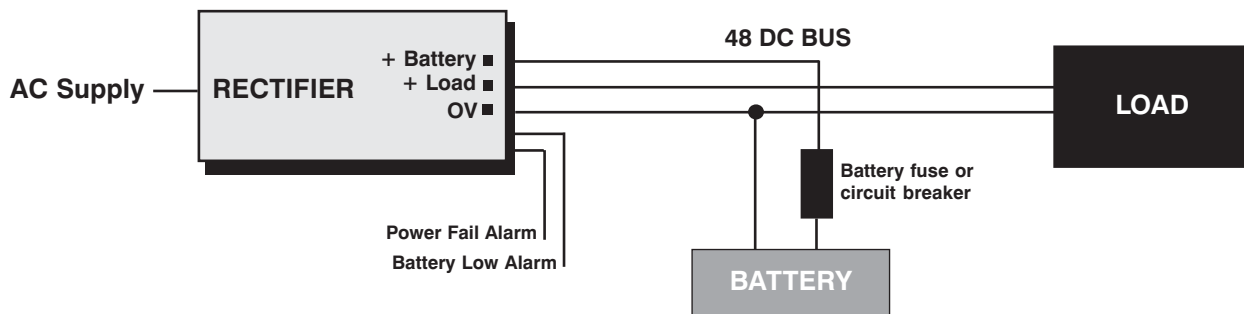 48 DC BUS
+ Battery
AC Supply
RECTIFIER
+ Load
OV
LOAD
Battery fuse or
circuit breaker
Power Fail Alarm
Battery Low Alarm
BATTERY